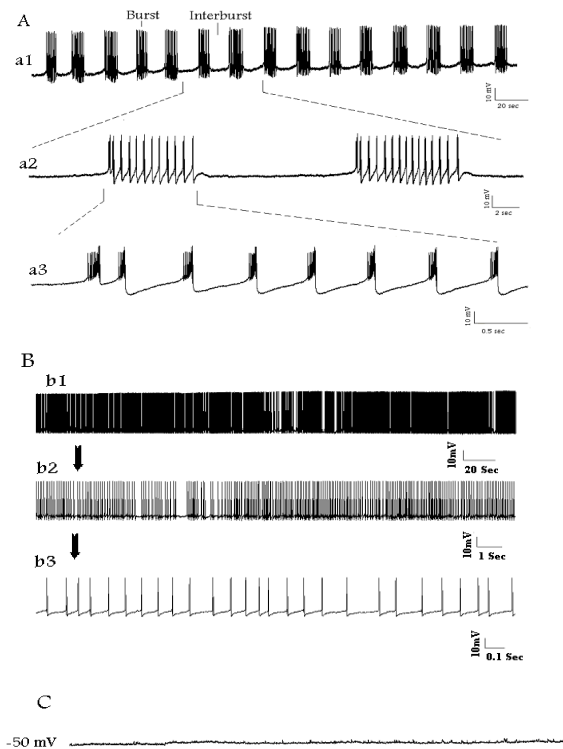 A
Burst Interburst
a1
10 mV
20 sec
a2
10 mV
2 sec
a3
10 mV
0.5 sec
B
b1
10mV
20 Sec
b2
10mV
1 Sec
b3
10mV
0.1 Sec
C
-50 mV